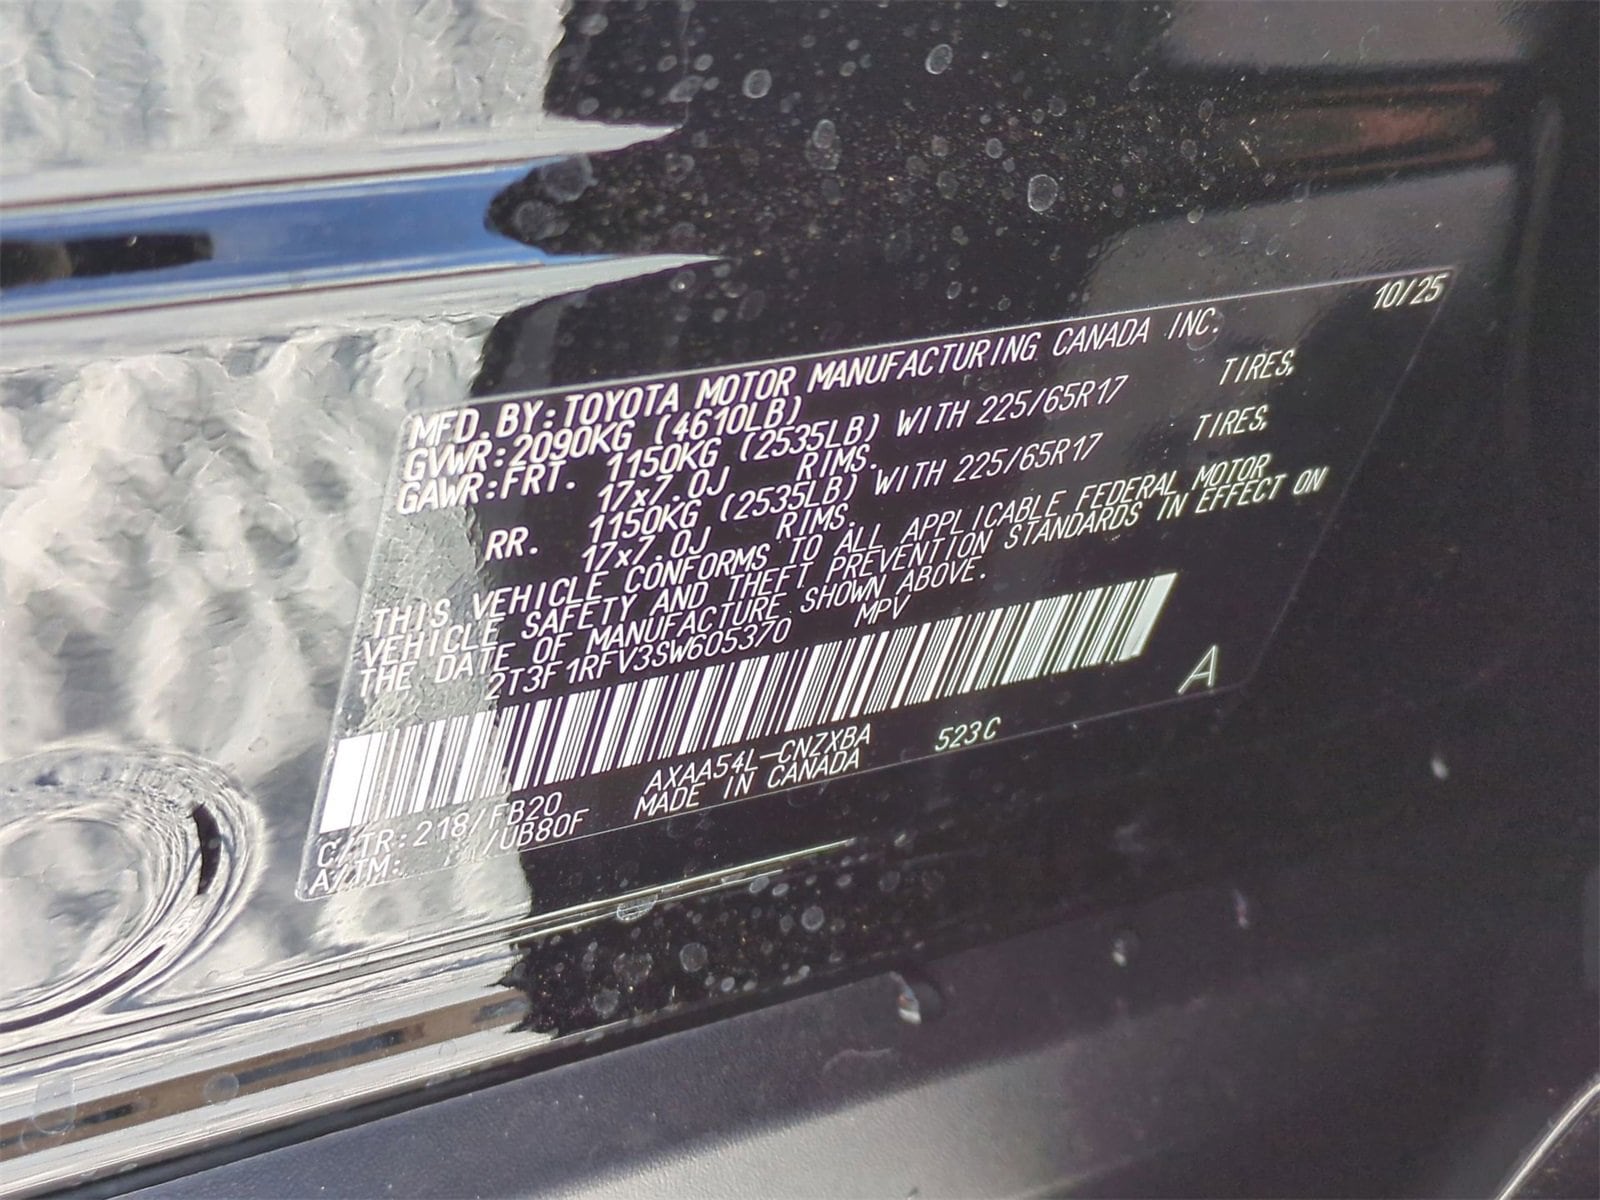 10/25
MFD.BY:TOYOTA MOTOR MANUFACTURING CANADA INC.
GVWR:2090KG (4610LB)
GAWR:FRT. 1150KG (2535LB) WITH 225/65R17 TIRES,
17x7.0J RIMS.
RR. 1150KG (2535LB) WITH 225/65R17 TIRES,
17x7.0J RIMS.
THIS VEHICLE CONFORMS TO ALL APPLICABLE FEDERAL MOTOR
VEHICLE SAFETY AND THEFT PREVENTION STANDARDS IN EFFECT ON
THE DATE OF MANUFACTURE SHOWN ABOVE.
2T3F1RFV3SW605370 MPV
A
C/TR:218/FB20 AXAA54L-CNZXBA 523C
A/TM: /UB80F MADE IN CANADA